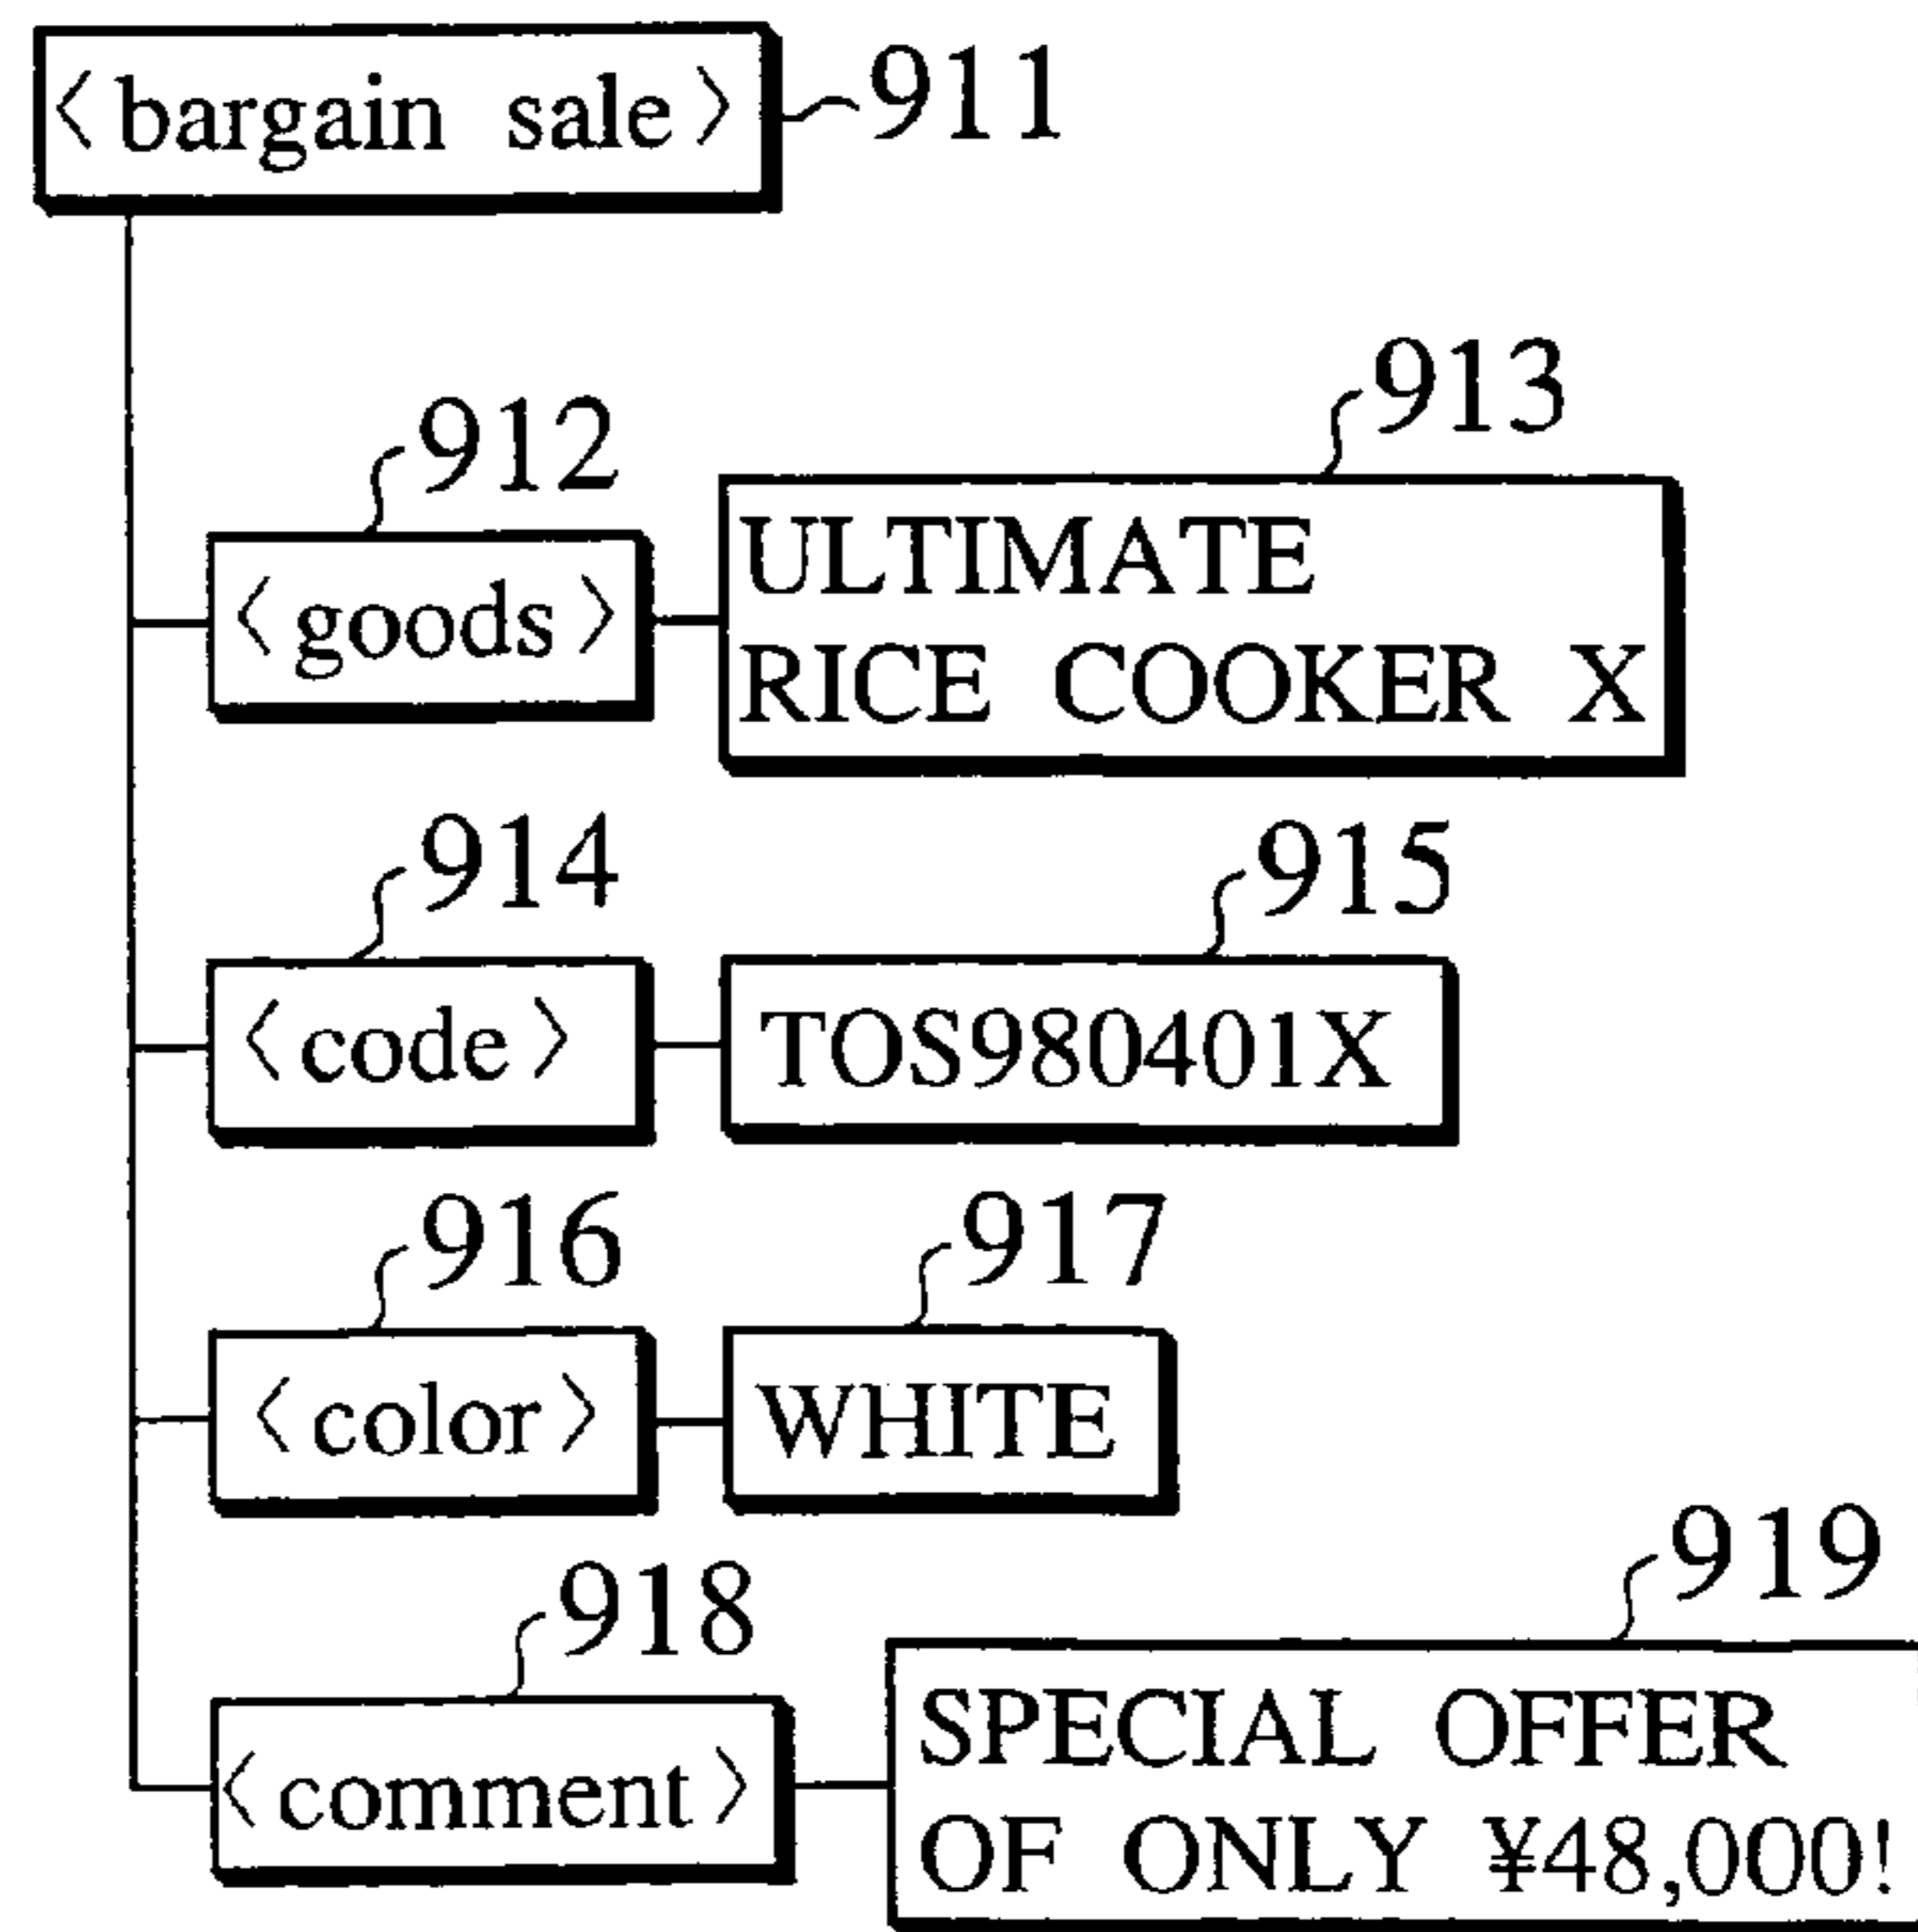 〈bargain sale〉 911
913
912
ULTIMATE
〈goods〉
RICE COOKER X
914 915
〈code〉 TOS980401X
916 917
〈color〉 WHITE
919
918
SPECIAL OFFER
〈comment〉
OF ONLY ¥48,000!